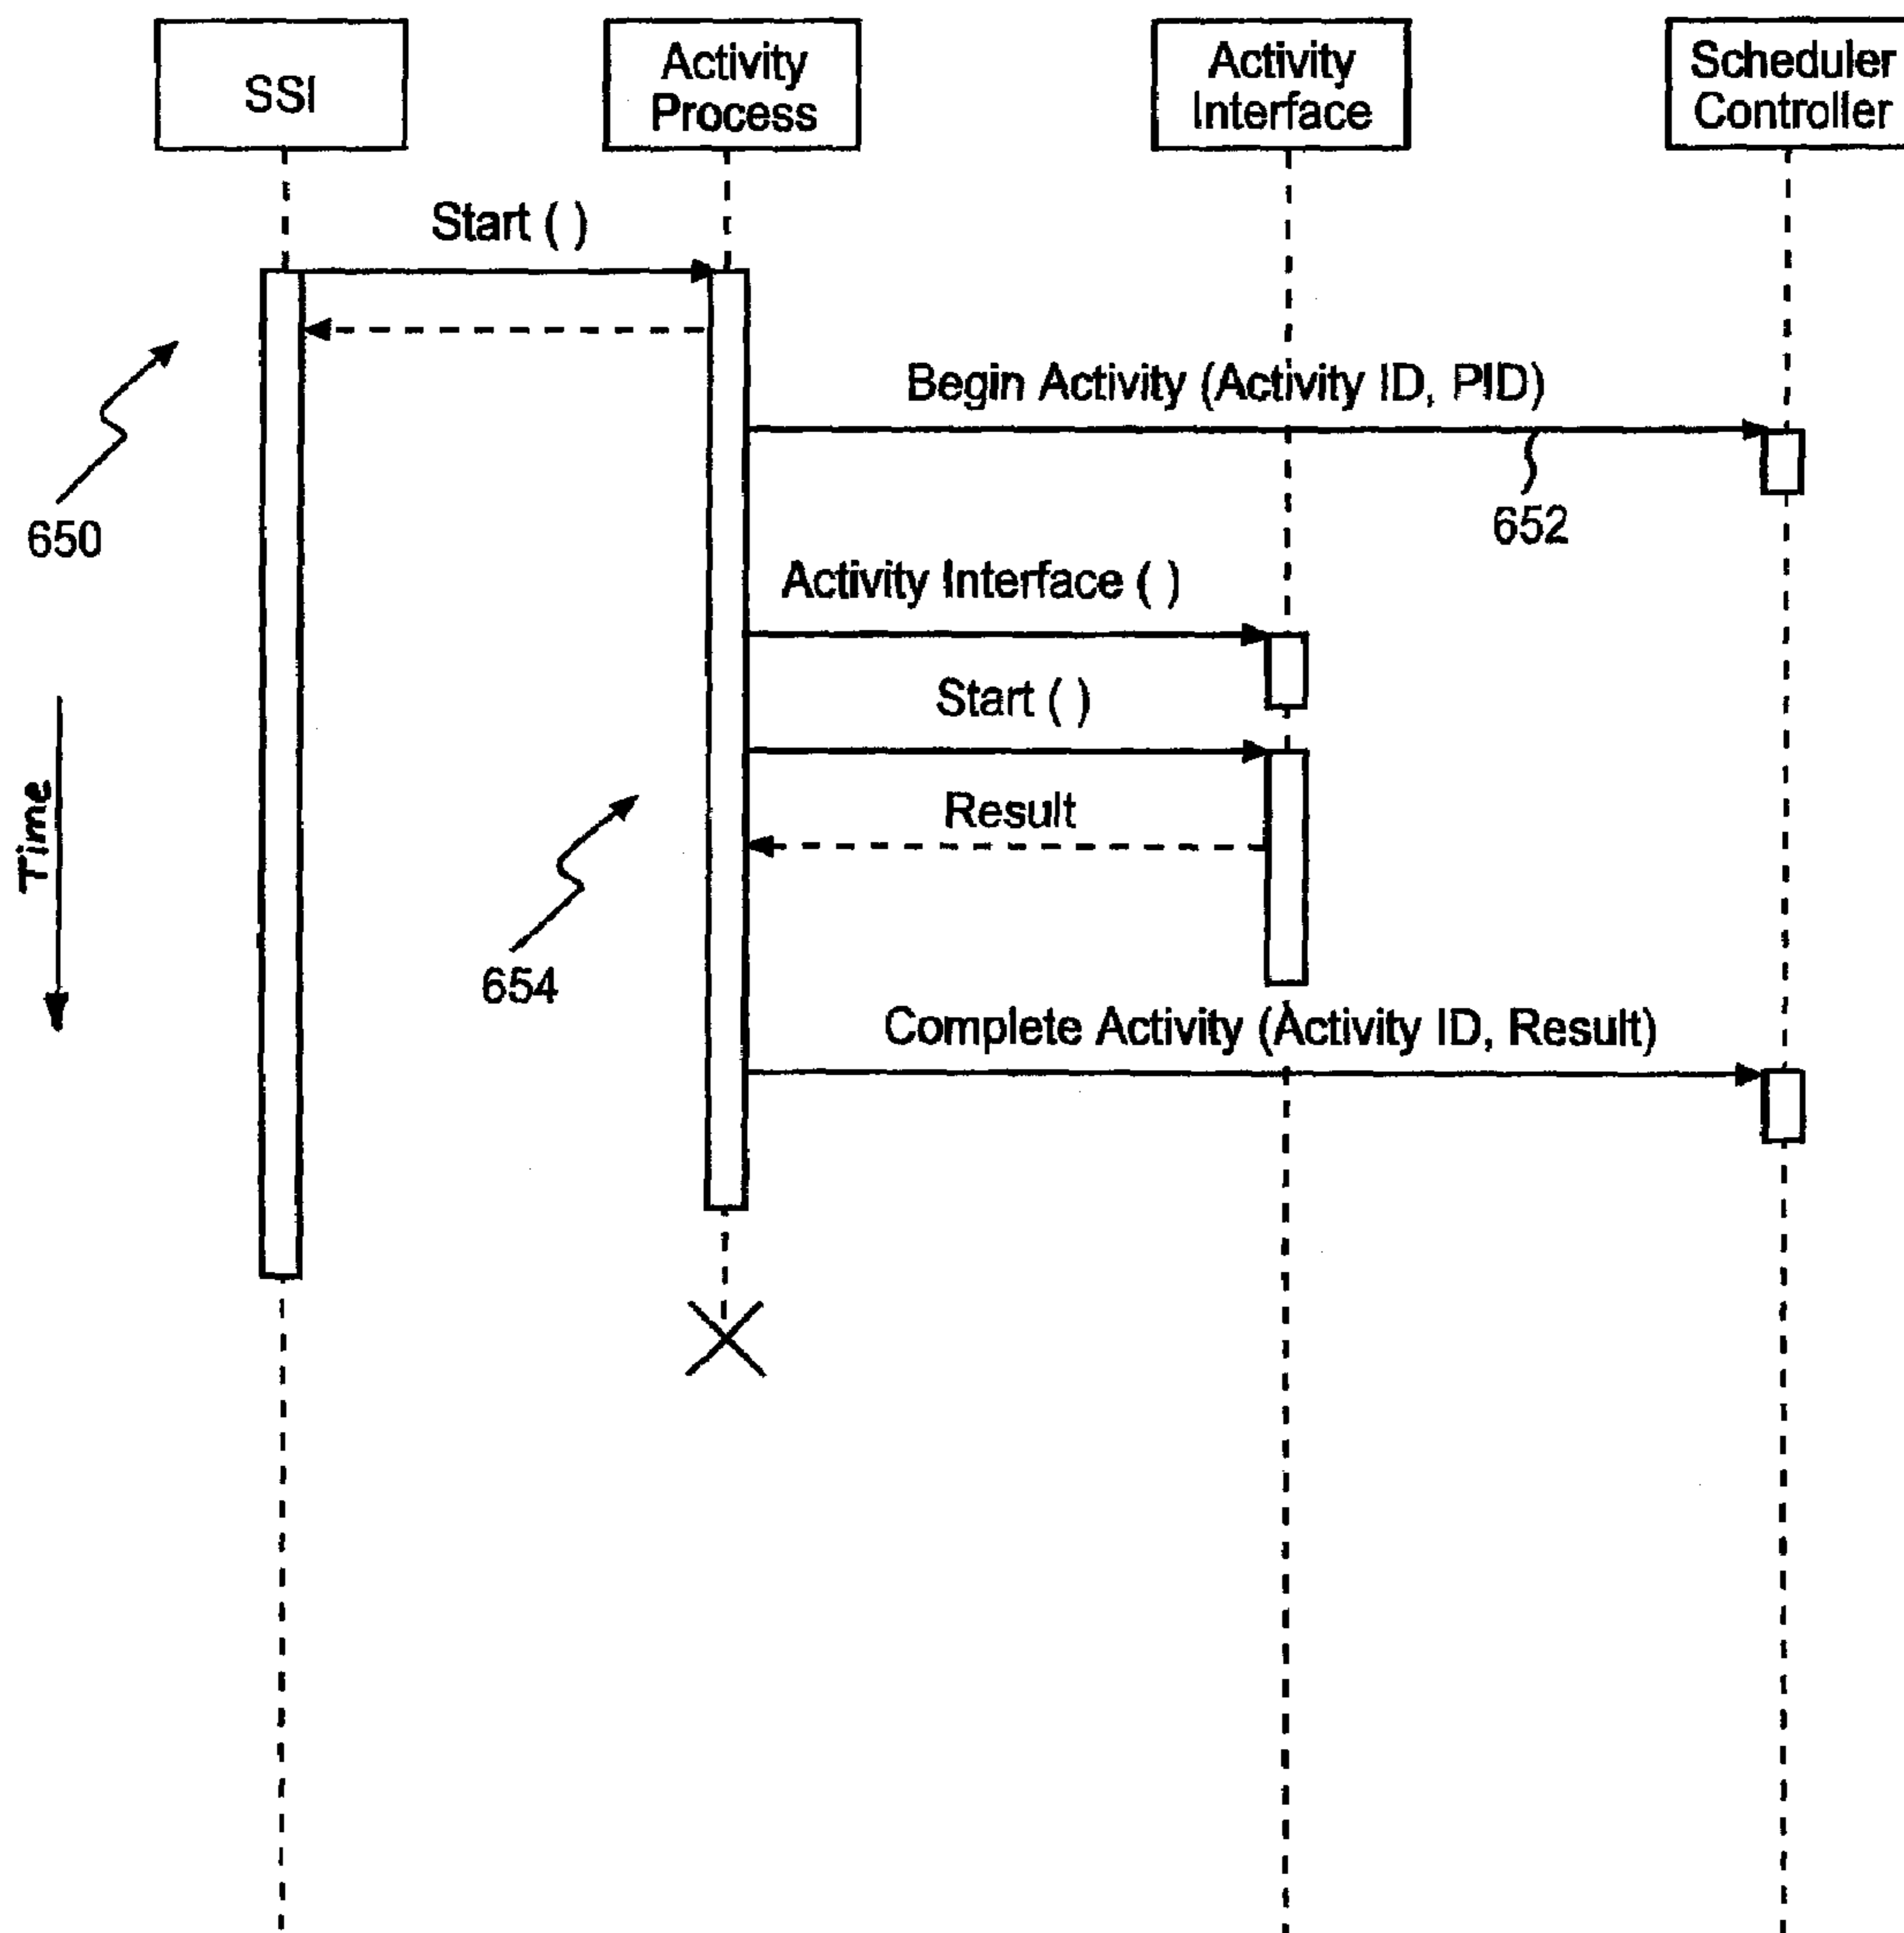 SSI
Activity
Process
Activity
Interface
Scheduler
Controller
Start ( )
Begin Activity (Activity ID, PID)
650
652
Activity Interface ( )
Start ( )
Time
Result
654
Complete Activity (Activity ID, Result)